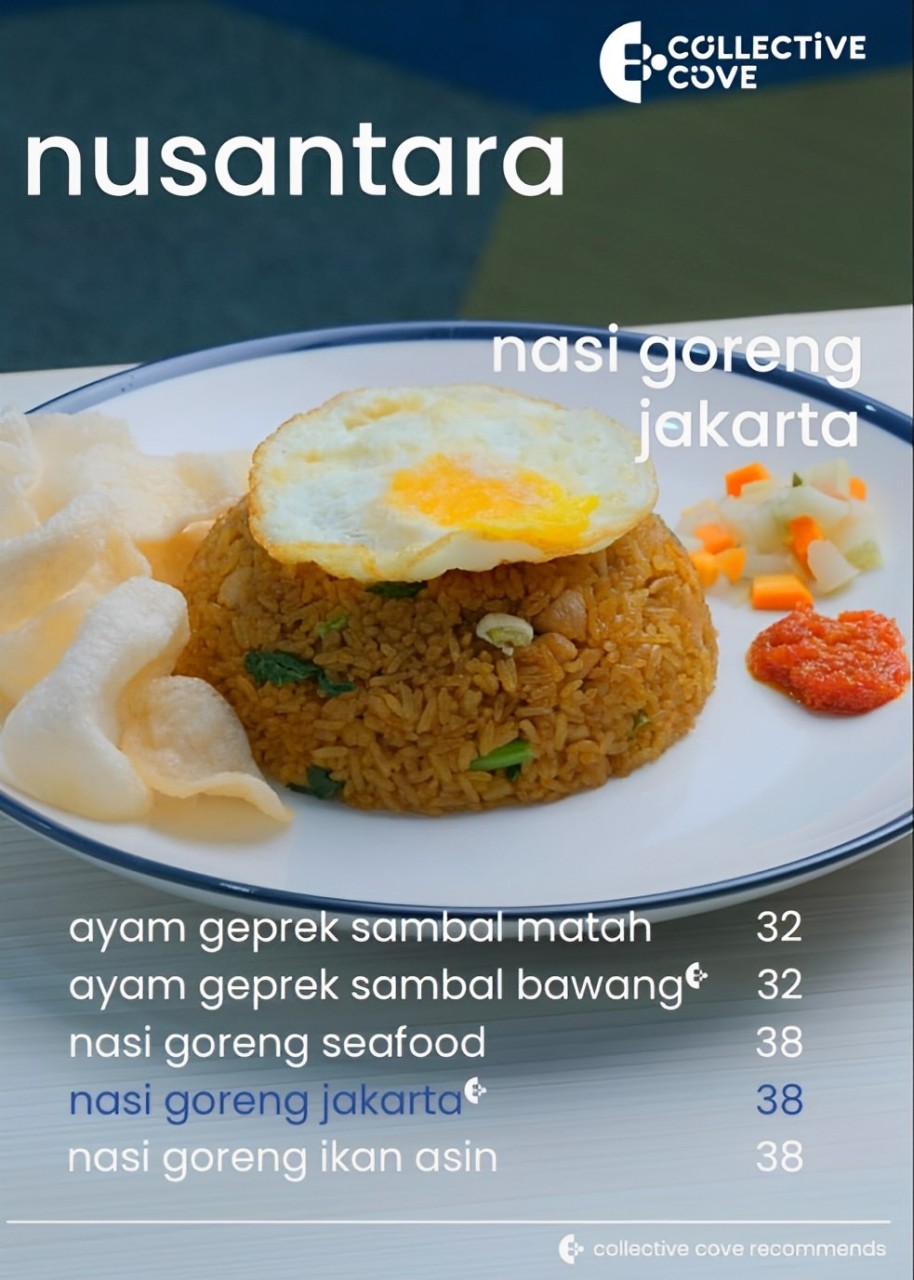 COLLECTIVE
COVE
nusantara
nasi goreng
jakarta
ayam geprek sambal matah 32
ayam geprek sambal bawang 32
nasi goreng seafood 38
nasi goreng jakarta 38
nasi goreng ikan asin 38
collective cove recommends